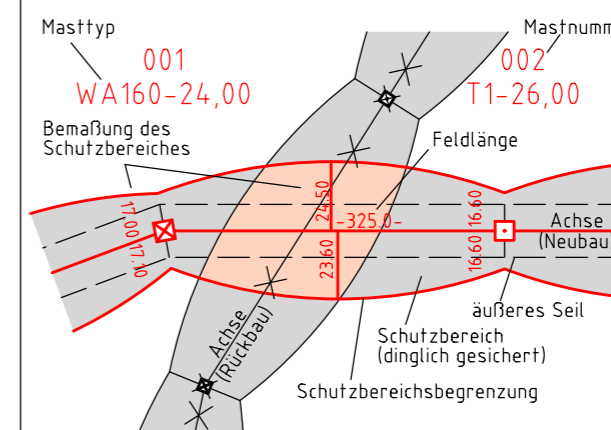 Masttyp
Mastnumm
001
WA160-24,00
002
T1-26,00
Bemaßung des
Schutzbereiches
Feldlänge
17.00
17.10
24.50
-325.0-
23.60
16.60
16.60
Achse
(Neubau
Achse
(Rückbau)
äußeres Seil
Schutzbereich
(dinglich gesichert)
Schutzbereichsbegrenzung